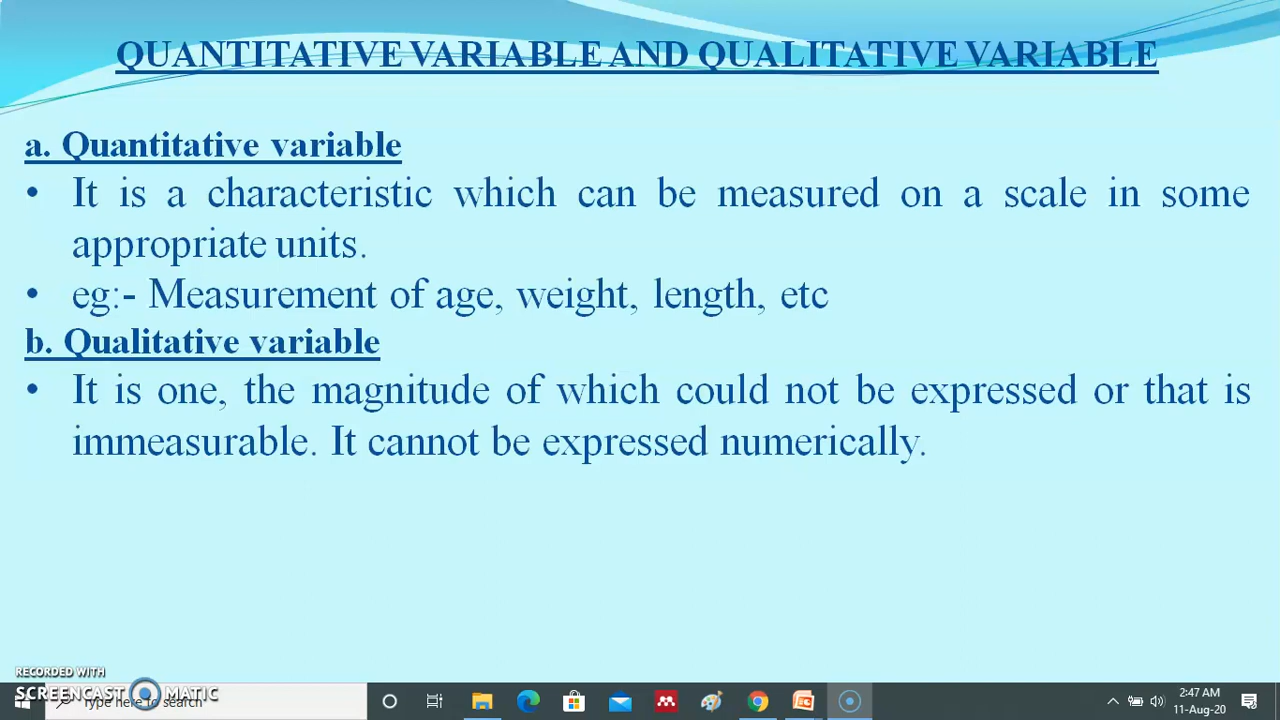 QUANTITATIVE VARIABLE AND QUALITATIVE VARIABLE
a. Quantitative variable
• It is a characteristic which can be measured on a scale in some
appropriate units.
• eg:- Measurement of age, weight, length, etc
b. Qualitative variable
• It is one, the magnitude of which could not be expressed or that is
immeasurable. It cannot be expressed numerically.
RECORDED WITH
SCREENCAST MATIC
Type here to search
2:47 AM
11-Aug-20